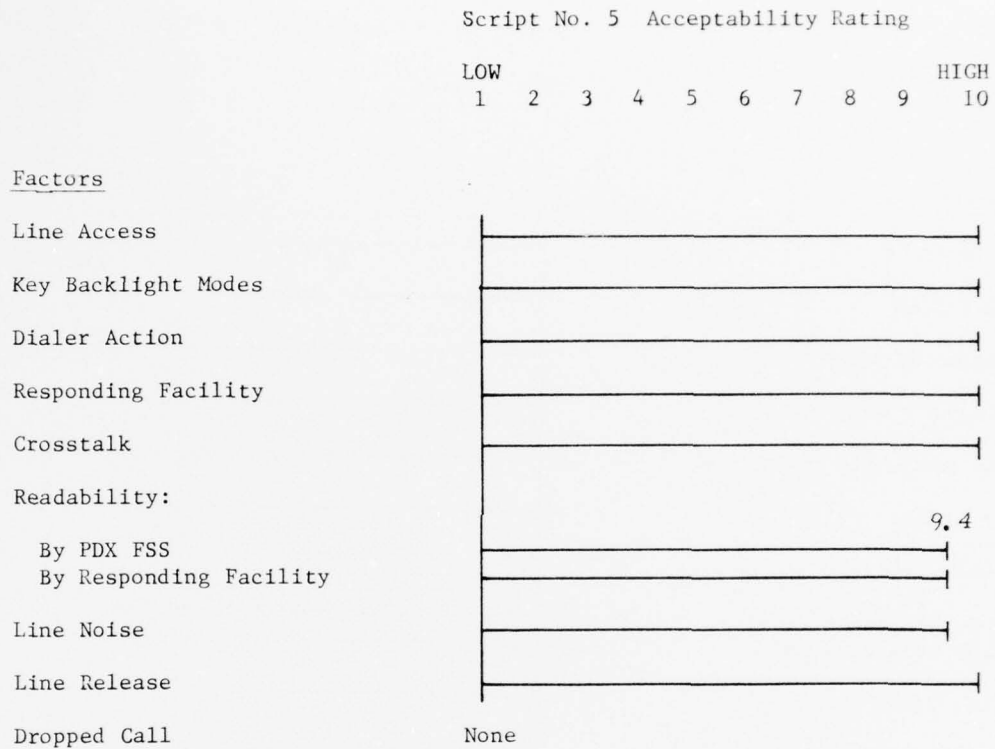 Script No. 5 Acceptability Rating
LOW HIGH
1 2 3 4 5 6 7 8 9 10
Factors
Line Access
Key Backlight Modes
Dialer Action
Responding Facility
Crosstalk
Readability:
9.4
By PDX FSS
By Responding Facility
Line Noise
Line Release
Dropped Call None